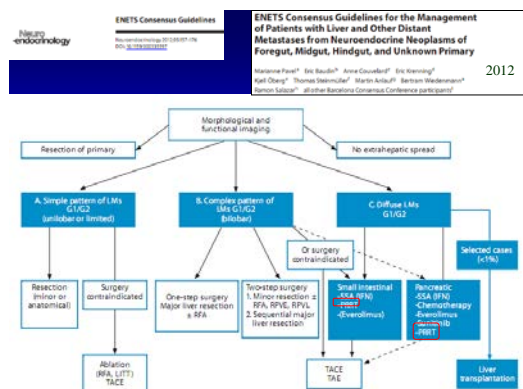 Neuro
endocrinology
ENETS Consensus Guidelines
Neuroendocrinology 2012;95:157–176
ENETS Consensus Guidelines for the Management
of Patients with Liver and Other Distant
Metastases from Neuroendocrine Neoplasms of
Foregut, Midgut, Hindgut, and Unknown Primary
Marianne Pavel Eric Baudin Anne Couvelard Eric Krenning
Kjell Öberg Thomas Steinmüller Martin Anlauf Bertram Wiedenmann
Ramon Salazar all other Barcelona Consensus Conference participants
2012
Morphological and
functional imaging
Resection of primary
No extrahepatic spread
A. Simple pattern of LMs
G1/G2
(unilobar or limited)
B. Complex pattern of
LMs G1/G2
(bilobar)
C. Diffuse LMs
G1/G2
Or surgery
contraindicated
Selected cases
(<1%)
Resection
(minor or
anatomical)
Surgery
contraindicated
One-step surgery
Major liver resection
± RFA
Two-step surgery
1. Minor resection ±
RFA, RPVE, RPVL
2. Sequential major
liver resection
Small intestinal
-SSA (IFN)
-PRRT
-(Everolimus)
Pancreatic
-SSA (IFN)
-Chemotherapy
-Everolimus
-Sunitinib
-PRRT
Ablation
(RFA, LITT)
TACE
TACE
TAE
Liver
transplantation